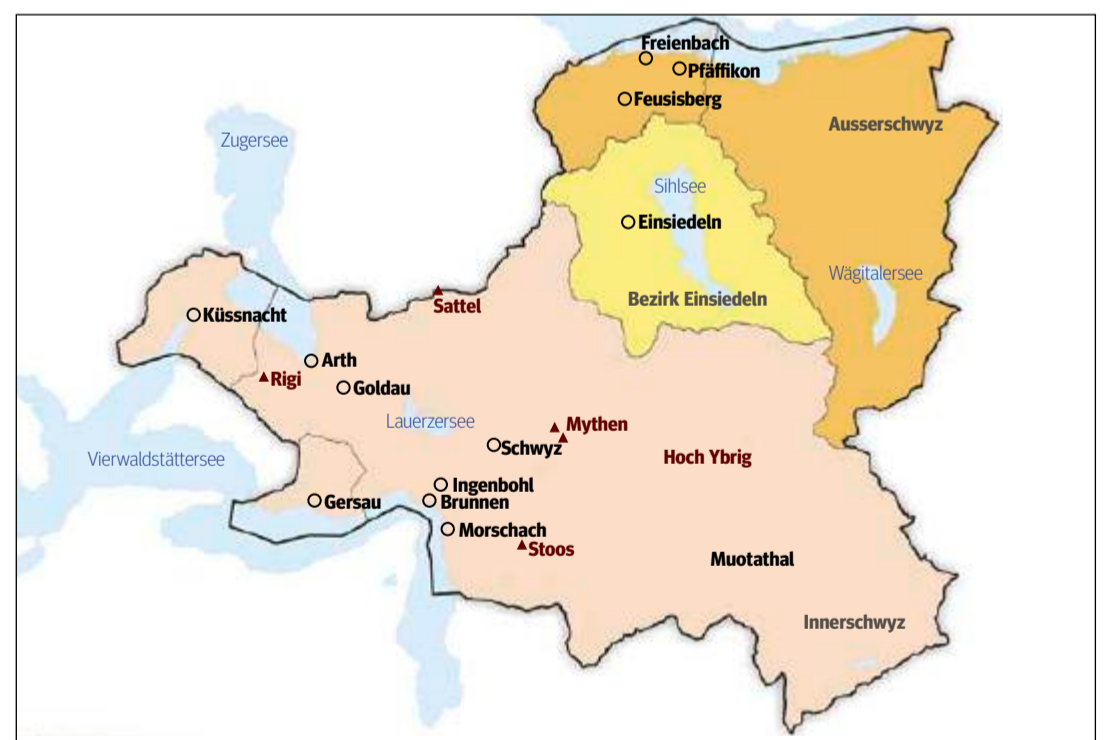 Freienbach
Pfäffikon
Feusisberg
Ausserschwyz
Zugersee
Sihlsee
Einsiedeln
Wägitalersee
Bezirk Einsiedeln
Sattel
Küssnacht
Arth
Rigi
Goldau
Lauerzersee
Mythen
Schwyz
Hoch Ybrig
Vierwaldstättersee
Ingenbohl
Gersau
Brunnen
Morschach
Stoos
Muotathal
Innerschwyz